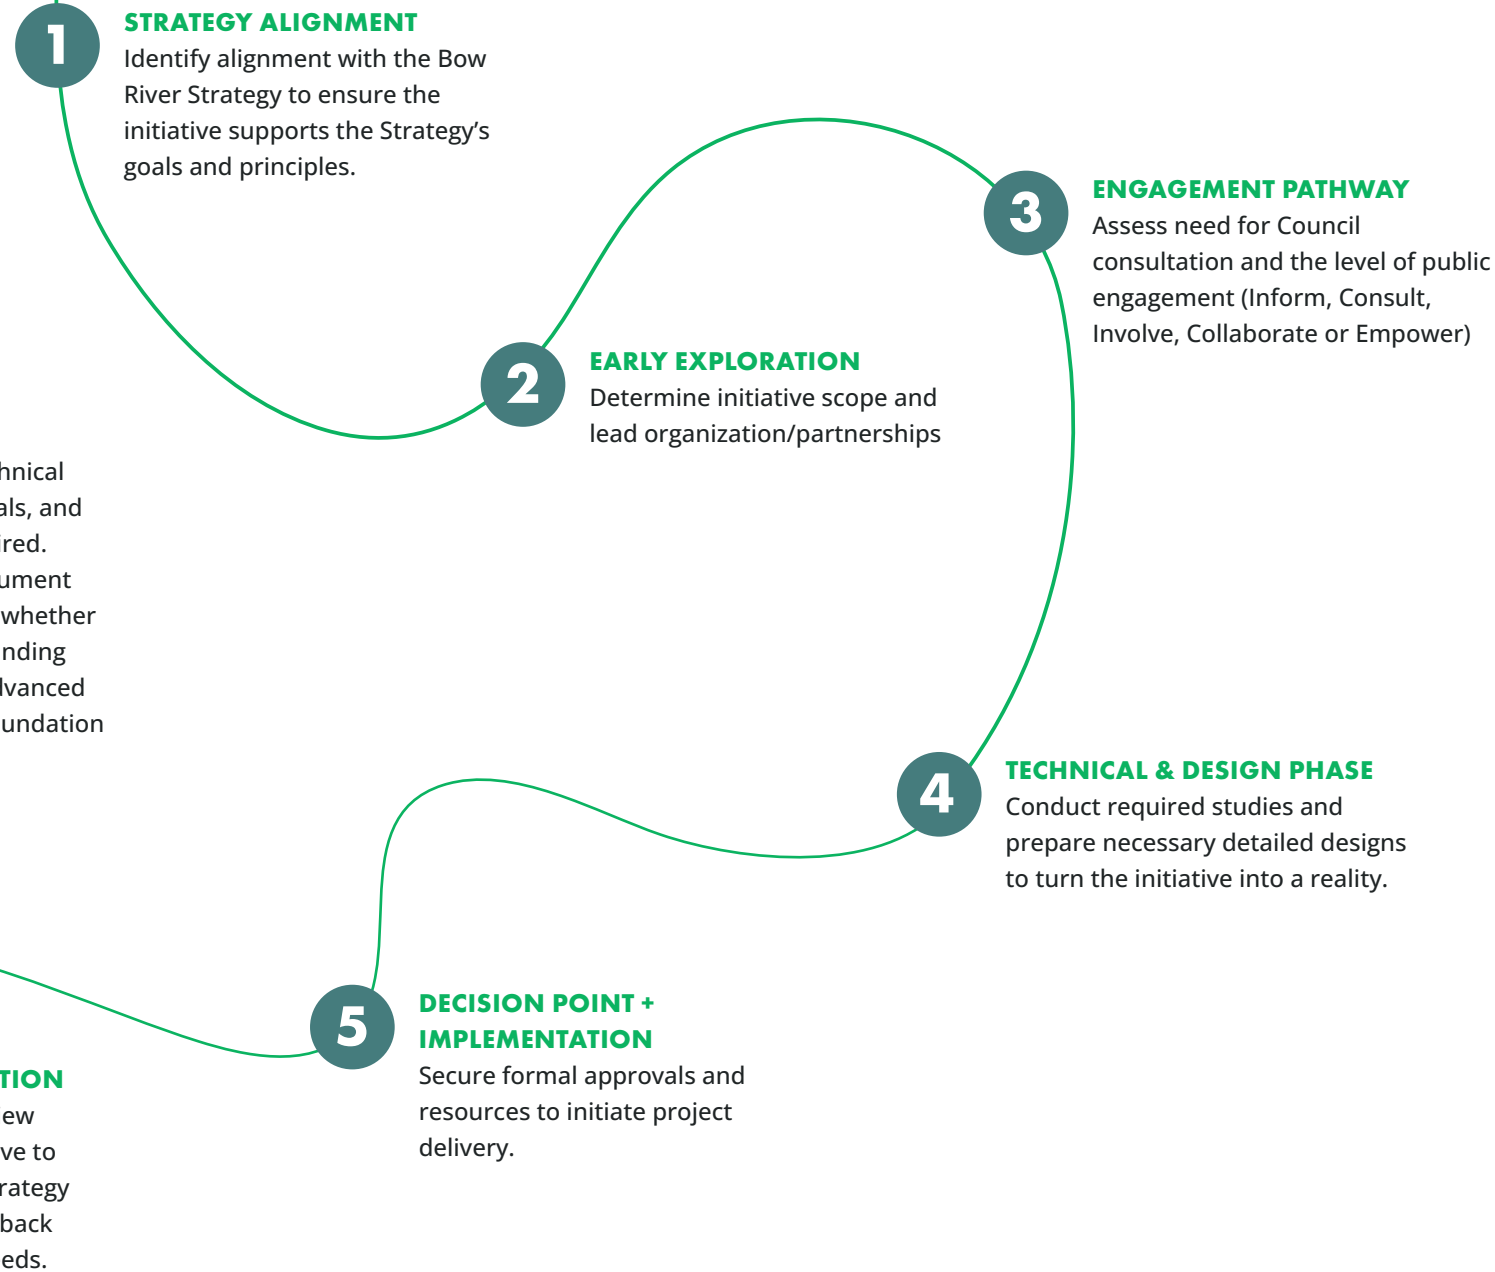 1
STRATEGY ALIGNMENT
Identify alignment with the Bow
River Strategy to ensure the
initiative supports the Strategy’s
goals and principles.
3
ENGAGEMENT PATHWAY
Assess need for Council
consultation and the level of public
engagement (Inform, Consult,
Involve, Collaborate or Empower)
2
EARLY EXPLORATION
Determine initiative scope and
lead organization/partnerships
and
whether
4
TECHNICAL & DESIGN PHASE
Conduct required studies and
prepare necessary detailed designs
to turn the initiative into a reality.
5
DECISION POINT +
IMPLEMENTATION
Secure formal approvals and
resources to initiate project
delivery.
to
back